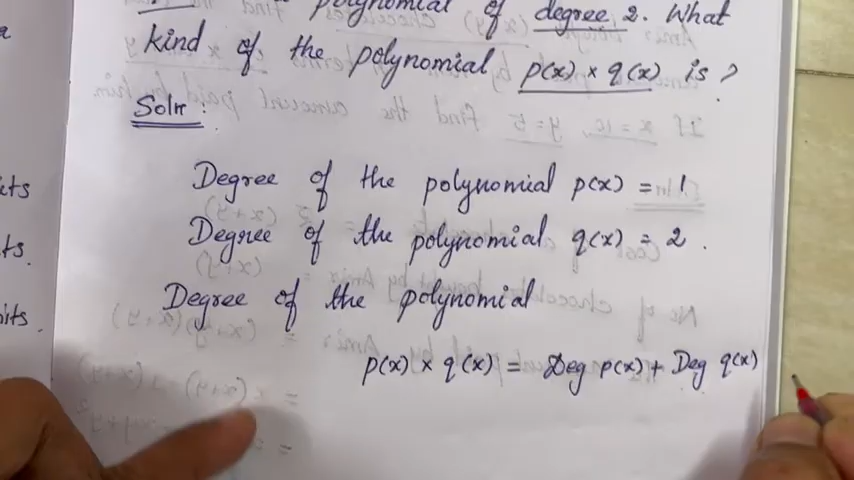 polynomial of degree 2. What
kind of the polynomial p(x) × q(x) is ?
Soln :
Degree of the polynomial p(x) = 1
Degree of the polynomial q(x) = 2 .
Degree of the polynomial
p(x) × q(x) = Deg p(x) + Deg q(x)